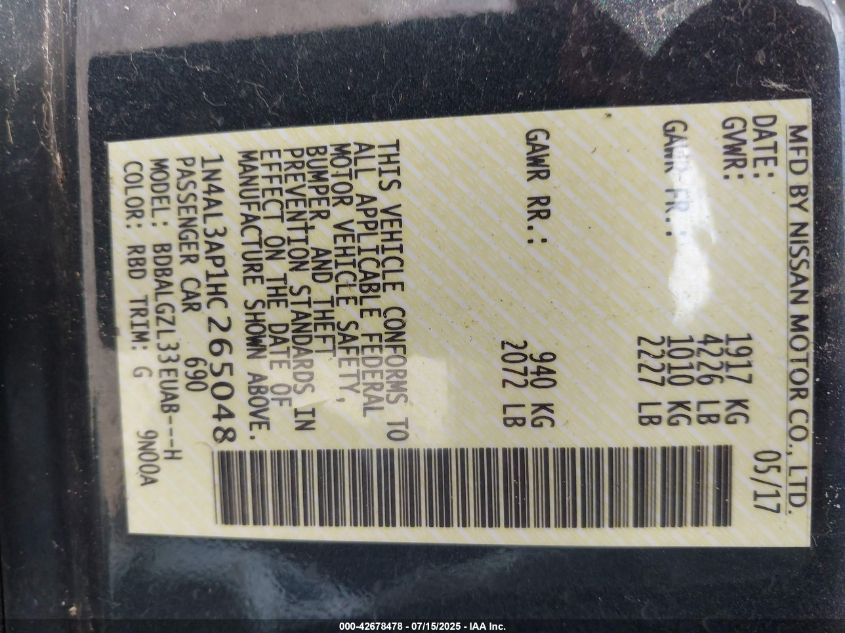 MFD BY NISSAN MOTOR CO., LTD.
DATE: 05/17
GVWR: 1917 KG
4226 LB
GAWR FR.: 1010 KG
2227 LB
GAWR RR.: 940 KG
2072 LB
THIS VEHICLE CONFORMS TO
ALL APPLICABLE FEDERAL
MOTOR VEHICLE SAFETY,
BUMPER, AND THEFT
PREVENTION STANDARDS IN
EFFECT ON THE DATE OF
MANUFACTURE SHOWN ABOVE.
1N4AL3AP1HC265048
PASSENGER CAR 690
MODEL: BDBALGZL33EUAB---H
COLOR: RBD TRIM: G 9N00A
000-42678478 - 07/15/2025 - IAA Inc.